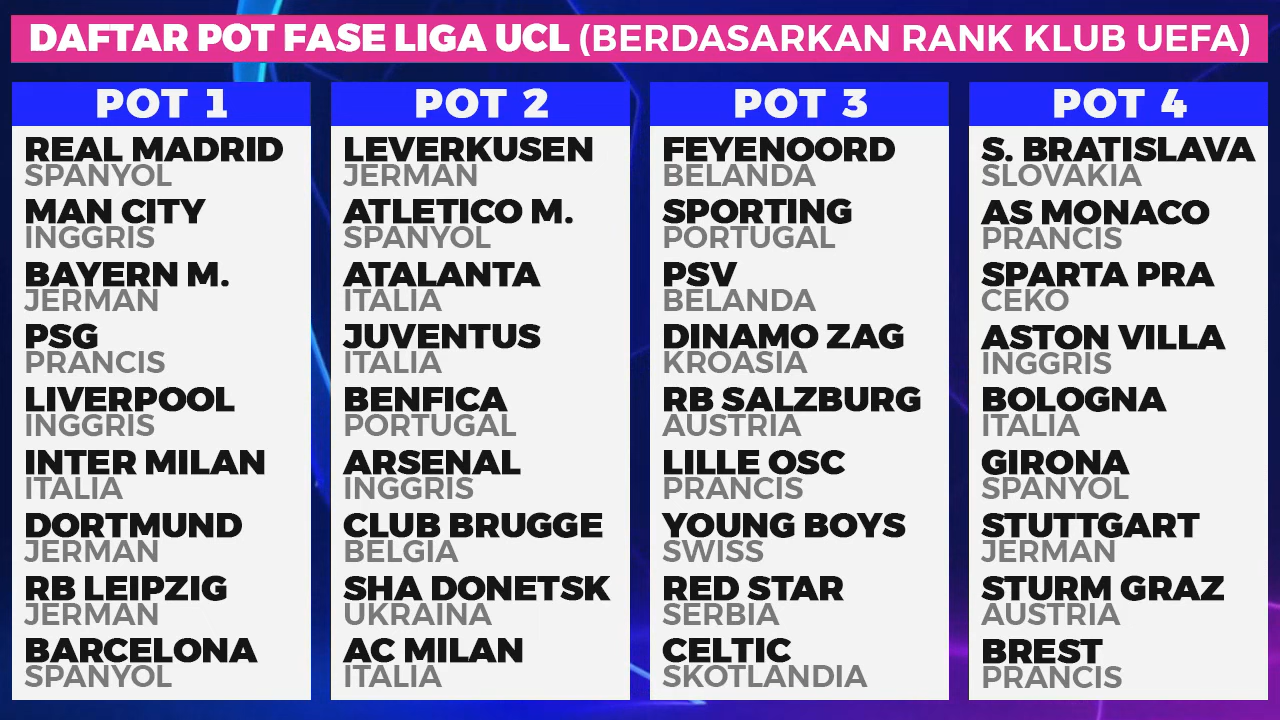 DAFTAR POT FASE LIGA UCL (BERDASARKAN RANK KLUB UEFA)
POT 1
REAL MADRID
SPANYOL
MAN CITY
INGGRIS
BAYERN M.
JERMAN
PSG
PRANCIS
LIVERPOOL
INGGRIS
INTER MILAN
ITALIA
DORTMUND
JERMAN
RB LEIPZIG
JERMAN
BARCELONA
SPANYOL
POT 2
LEVERKUSEN
JERMAN
ATLETICO M.
SPANYOL
ATALANTA
ITALIA
JUVENTUS
ITALIA
BENFICA
PORTUGAL
ARSENAL
INGGRIS
CLUB BRUGGE
BELGIA
SHA DONETSK
UKRAINA
AC MILAN
ITALIA
POT 3
FEYENOORD
BELANDA
SPORTING
PORTUGAL
PSV
BELANDA
DINAMO ZAG
KROASIA
RB SALZBURG
AUSTRIA
LILLE OSC
PRANCIS
YOUNG BOYS
SWISS
RED STAR
SERBIA
CELTIC
SKOTLANDIA
POT 4
S. BRATISLAVA
SLOVAKIA
AS MONACO
PRANCIS
SPARTA PRA
CEKO
ASTON VILLA
INGGRIS
BOLOGNA
ITALIA
GIRONA
SPANYOL
STUTTGART
JERMAN
STURM GRAZ
AUSTRIA
BREST
PRANCIS